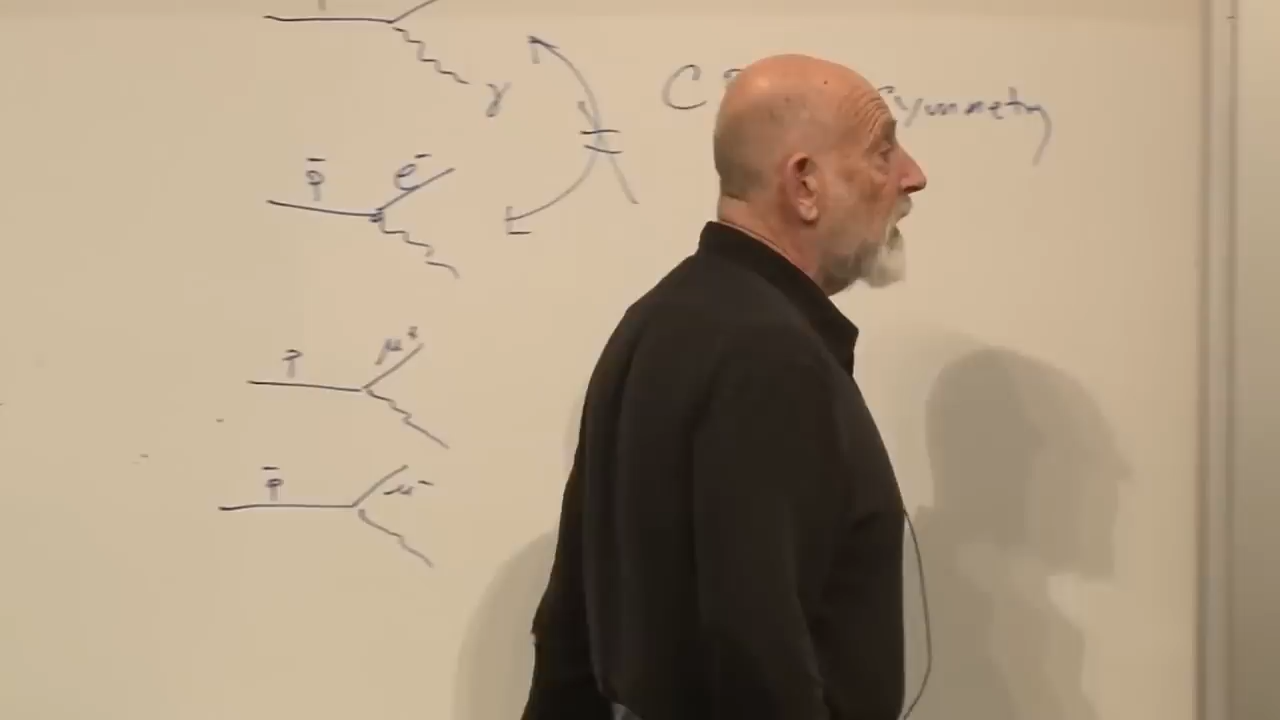 γ
C Symmetry
p̄ e⁻
p μ⁺
p̄ μ⁻